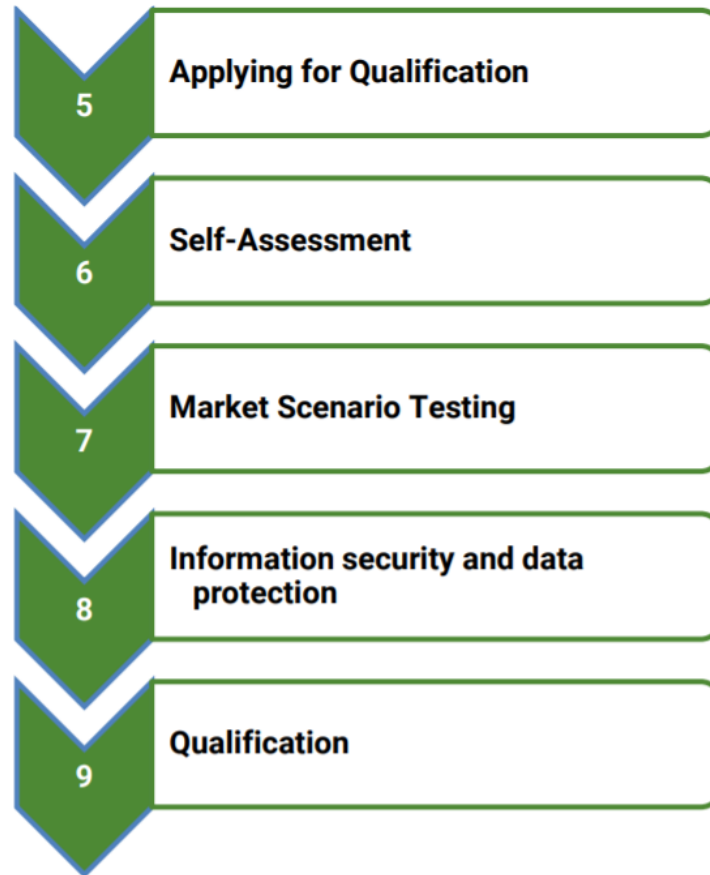 5
Applying for Qualification
6
Self-Assessment
7
Market Scenario Testing
8
Information security and data
protection
9
Qualification